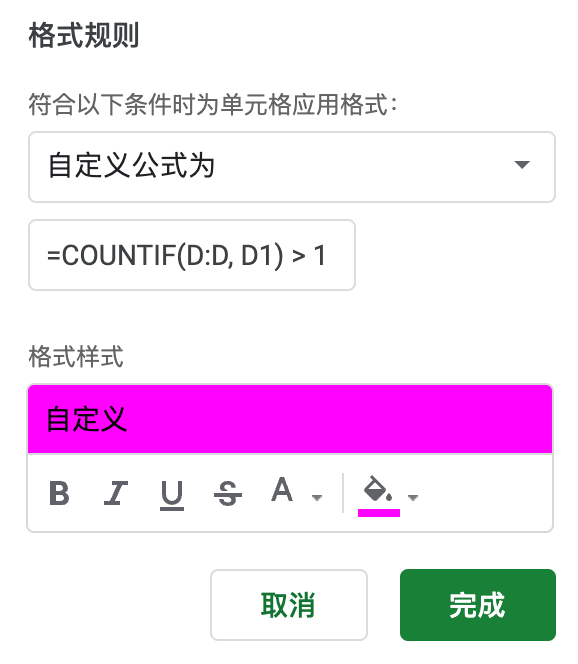 格式规则
符合以下条件时为单元格应用格式：
自定义公式为
=COUNTIF(D:D, D1) > 1
格式样式
自定义
B I U S A
取消 完成